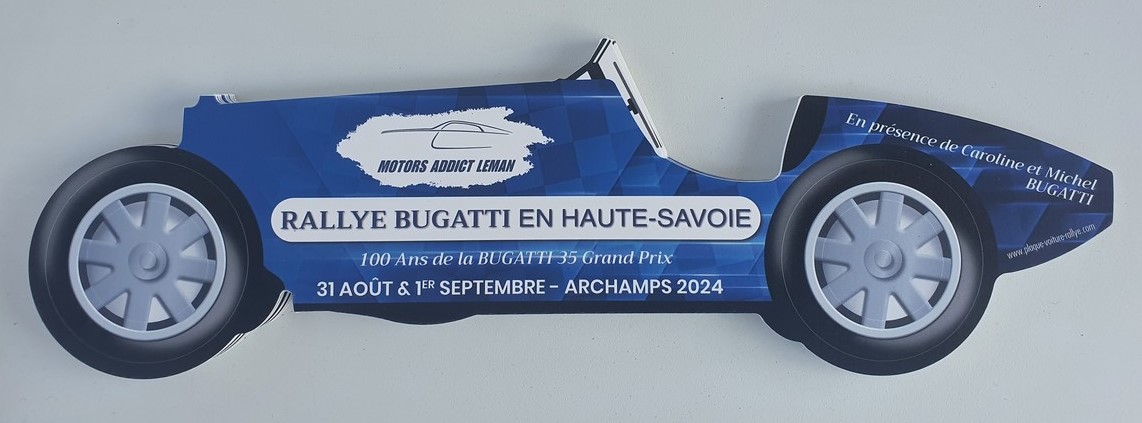 MOTORS ADDICT LEMAN
RALLYE BUGATTI EN HAUTE-SAVOIE
100 Ans de la BUGATTI 35 Grand Prix
31 AOÛT & 1ER SEPTEMBRE - ARCHAMPS 2024
En présence de Caroline et Michel
BUGATTI
www.plaque-voiture-rallye.com